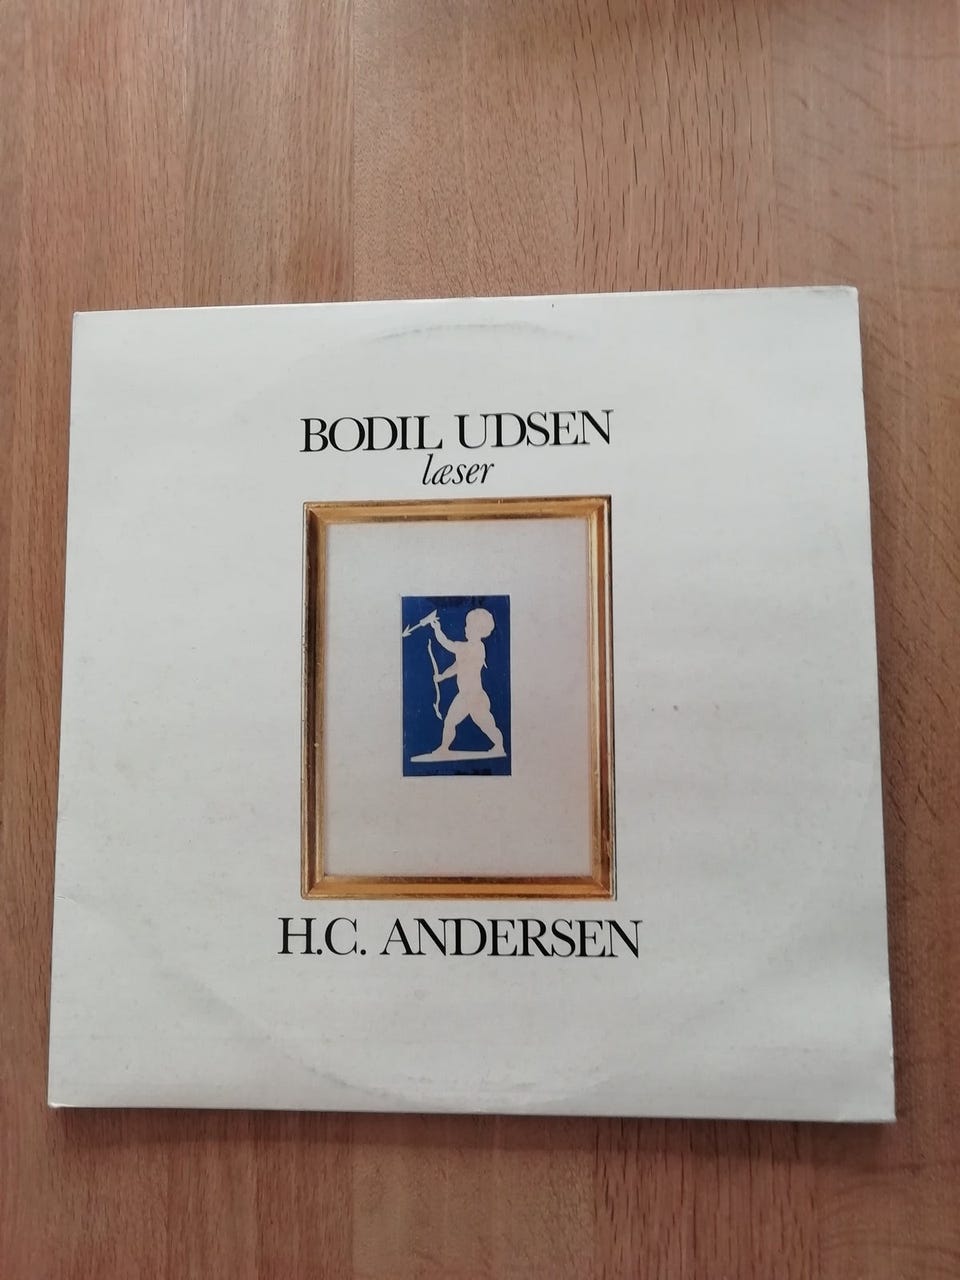 BODIL UDSEN
læser
H.C. ANDERSEN